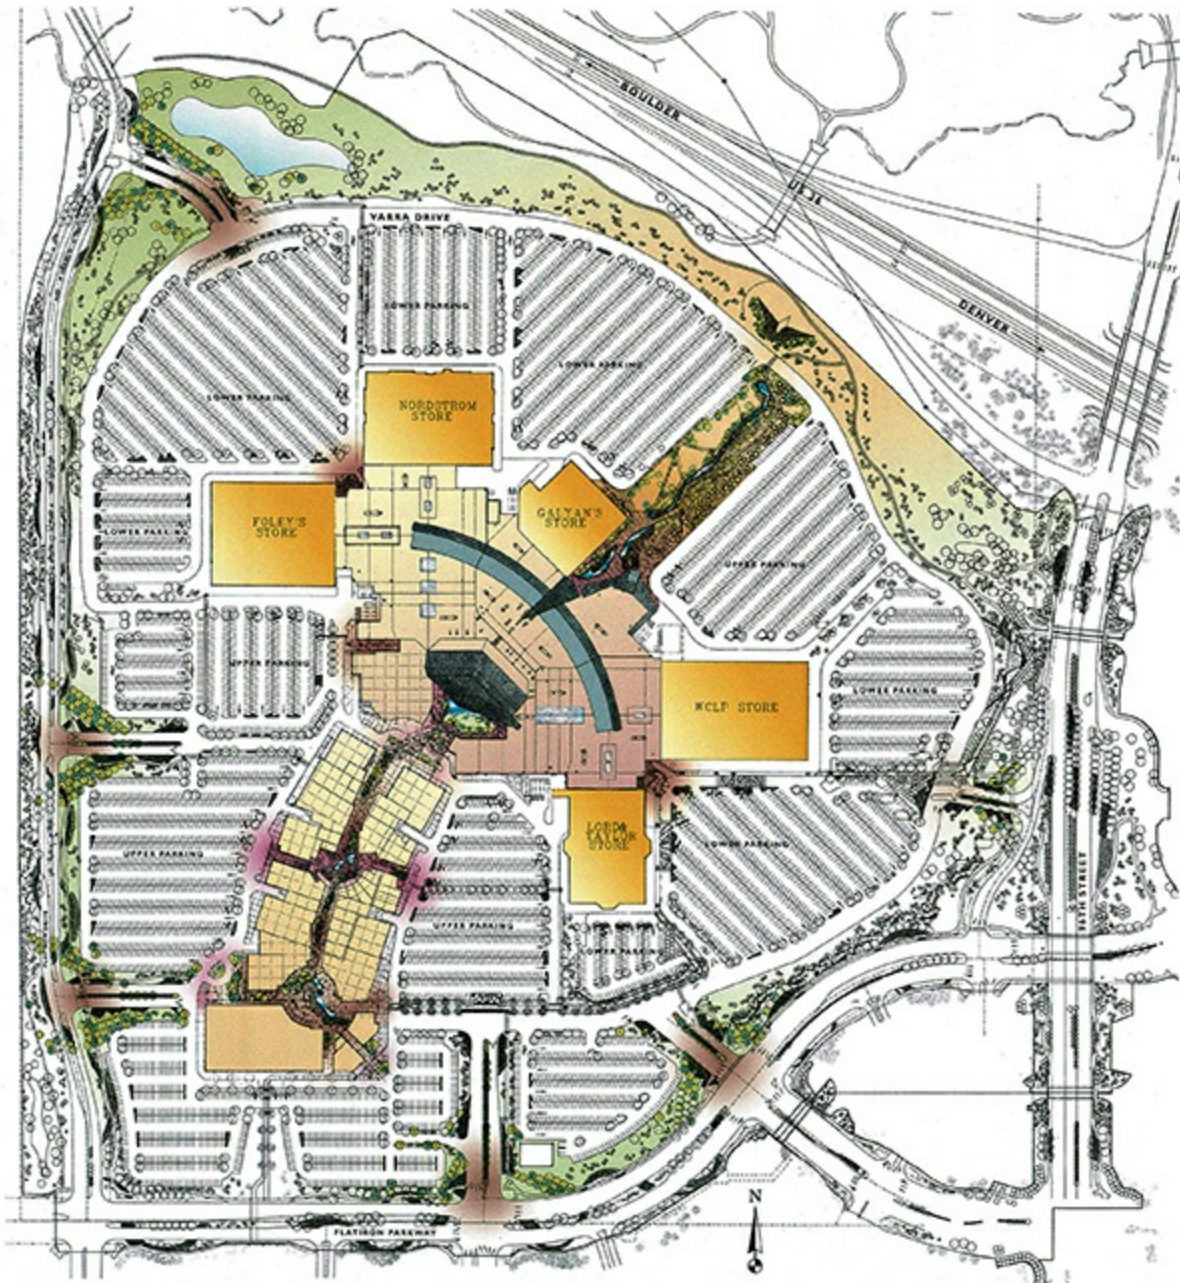 BOULDER
US 36
DENVER
YARRA DRIVE
LOWER PARKING
LOWER PARKING
LOWER PARKING
NORDSTROM
STORE
FOLEY'S
STORE
GALYAN'S
STORE
LOWER PARKING
UPPER PARKING
UPPER PARKING
LOWER PARKING
WCLP STORE
LORD&
TAYLOR
STORE
UPPER PARKING
LOWER PARKING
UPPER PARKING
LOWER PARKING
96TH STREET
N
FLATIRON PARKWAY